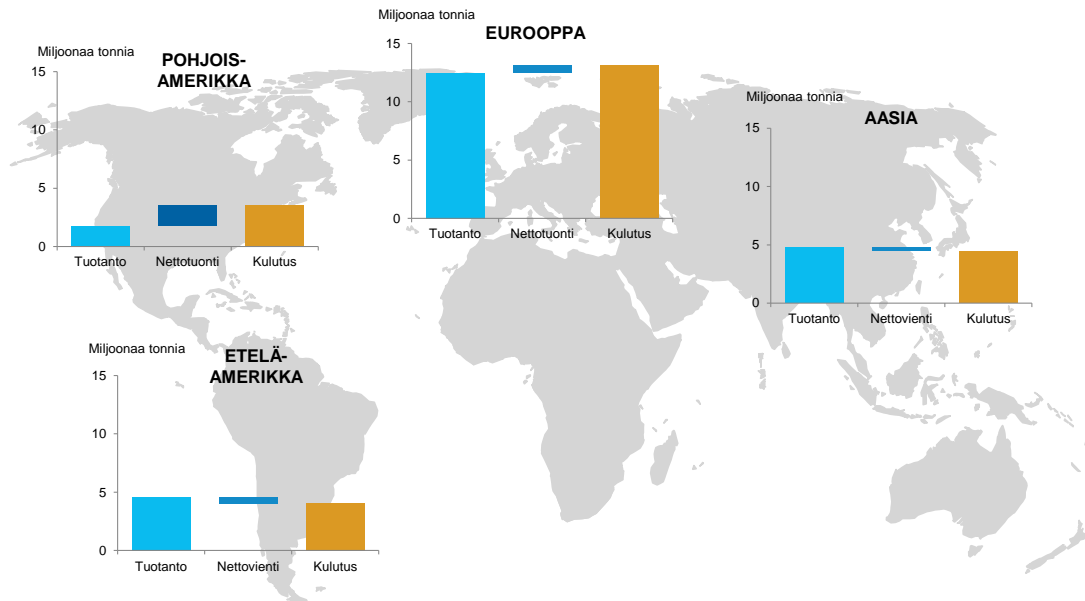 Miljoonaa tonnia
POHJOIS-
AMERIKKA
15
10
5
0
Tuotanto
Nettotuonti
Kulutus
Miljoonaa tonnia
EUROOPPA
15
10
5
0
Tuotanto
Nettotuonti
Kulutus
Miljoonaa tonnia
AASIA
15
10
5
0
Tuotanto
Nettovienti
Kulutus
Miljoonaa tonnia
ETELÄ-
AMERIKKA
15
10
5
0
Tuotanto
Nettovienti
Kulutus